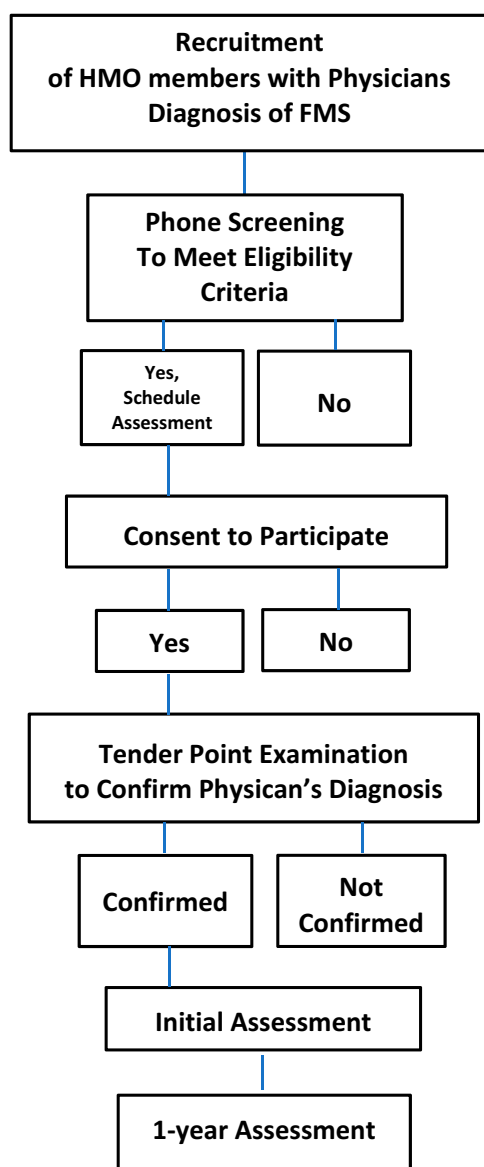 Recruitment
of HMO members with Physicians
Diagnosis of FMS
Phone Screening
To Meet Eligibility
Criteria
Yes,
Schedule
Assessment
No
Consent to Participate
Yes
No
Tender Point Examination
to Confirm Physican’s Diagnosis
Confirmed
Not
Confirmed
Initial Assessment
1-year Assessment